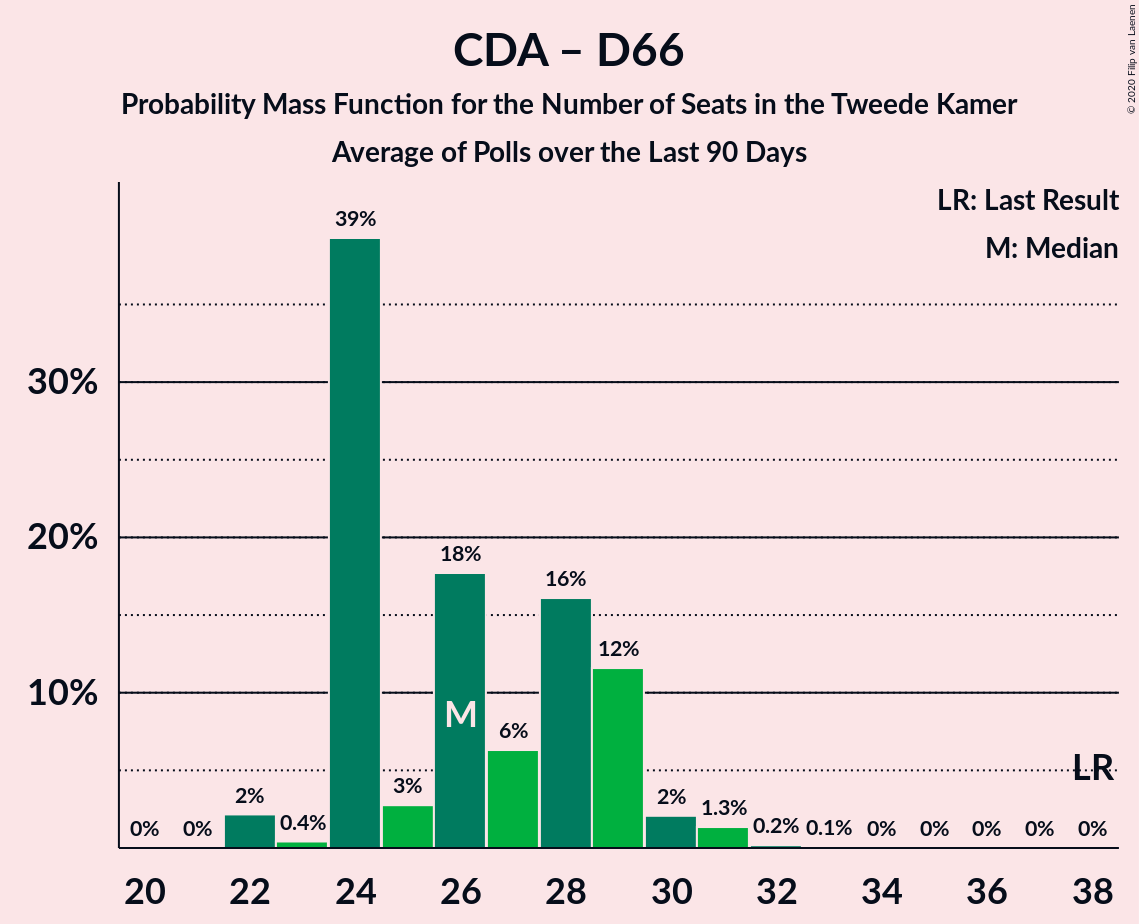 CDA – D66
Probability Mass Function for the Number of Seats in the Tweede Kamer
Average of Polls over the Last 90 Days
© 2020 Filip van Laenen
LR: Last Result
M: Median
30%
20%
10%
0%
0%
2%
0.4%
39%
3%
18%
6%
16%
12%
2%
1.3%
0.2%
0.1%
0%
0%
0%
0%
0%
M
LR
20 22 24 26 28 30 32 34 36 38